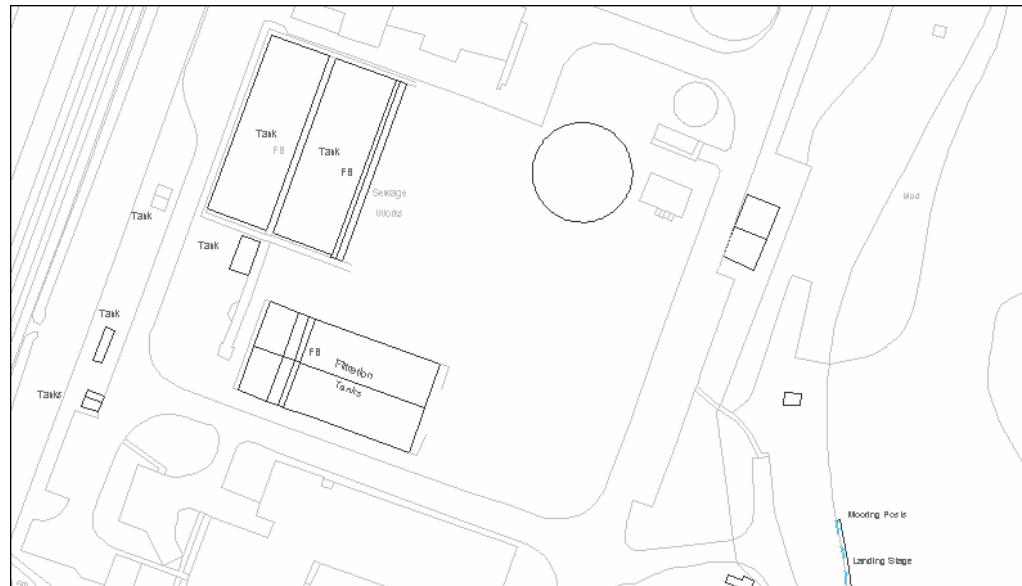 Tank
FB
Tank
FB
Sewage
Works
Mud
Tank
Tank
Tank
FB
Filtration
Tanks
Tanks
Mooring Posts
Landing Stage